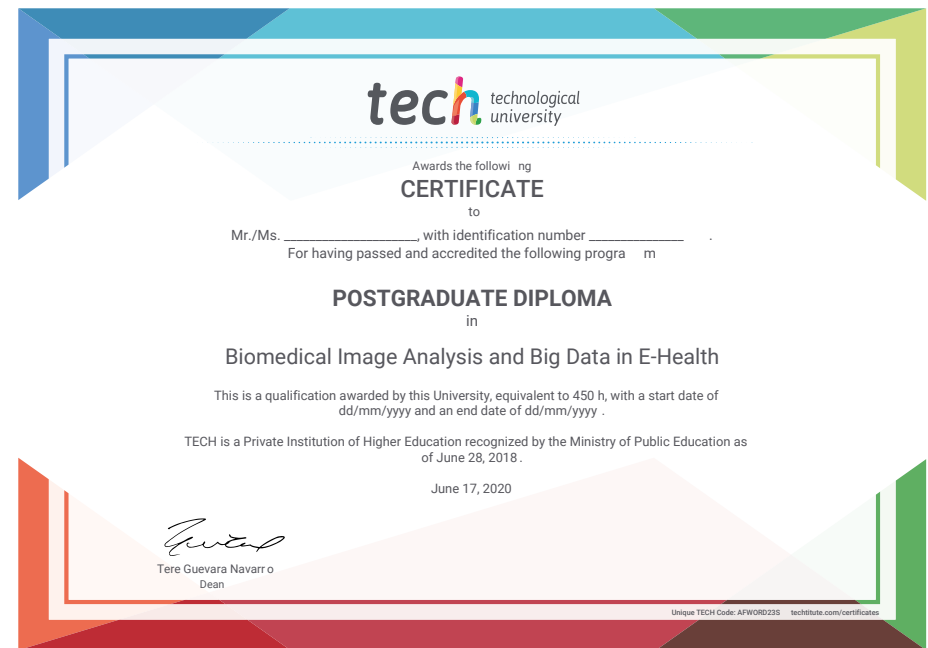 tech technological
university
Awards the followi ng
CERTIFICATE
to
Mr./Ms. ____________________, with identification number ______________ .
For having passed and accredited the following progra m
POSTGRADUATE DIPLOMA
in
Biomedical Image Analysis and Big Data in E-Health
This is a qualification awarded by this University, equivalent to 450 h, with a start date of
dd/mm/yyyy and an end date of dd/mm/yyyy .
TECH is a Private Institution of Higher Education recognized by the Ministry of Public Education as
of June 28, 2018 .
June 17, 2020
Tere Guevara Navarr o
Dean
Unique TECH Code: AFWORD23S techtitute.com/certificates